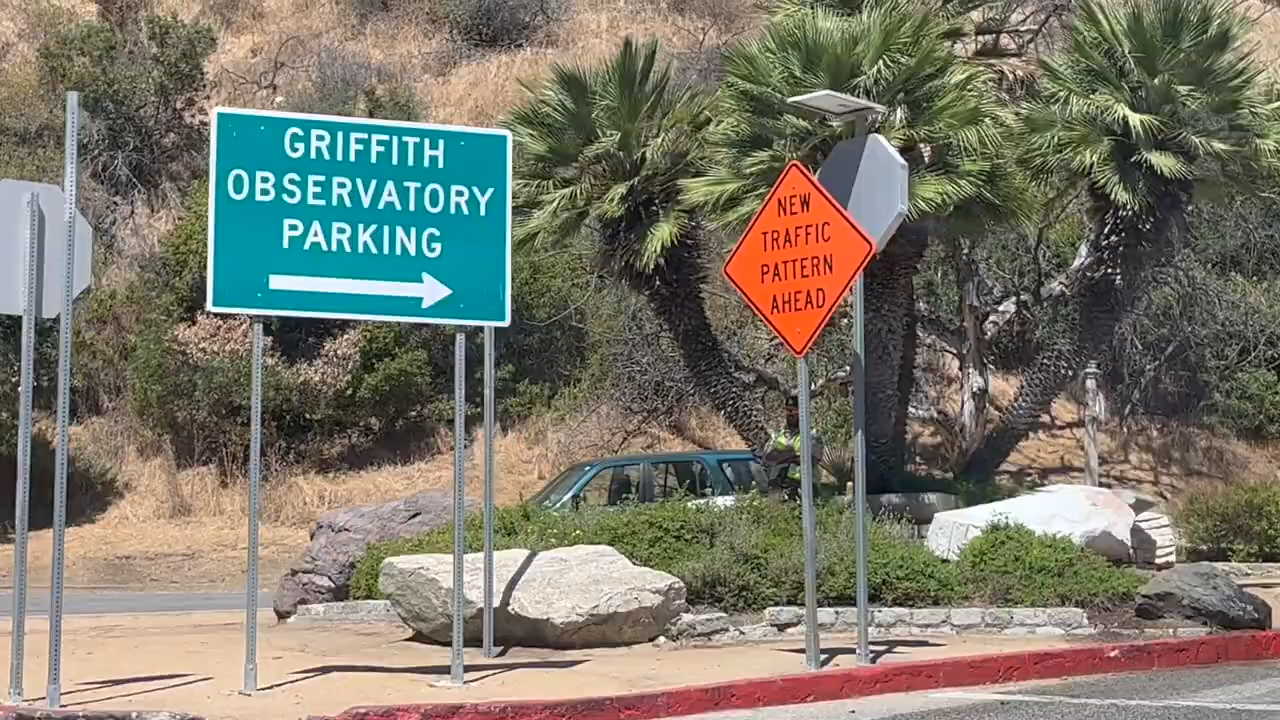 GRIFFITH
OBSERVATORY
PARKING
NEW
TRAFFIC
PATTERN
AHEAD